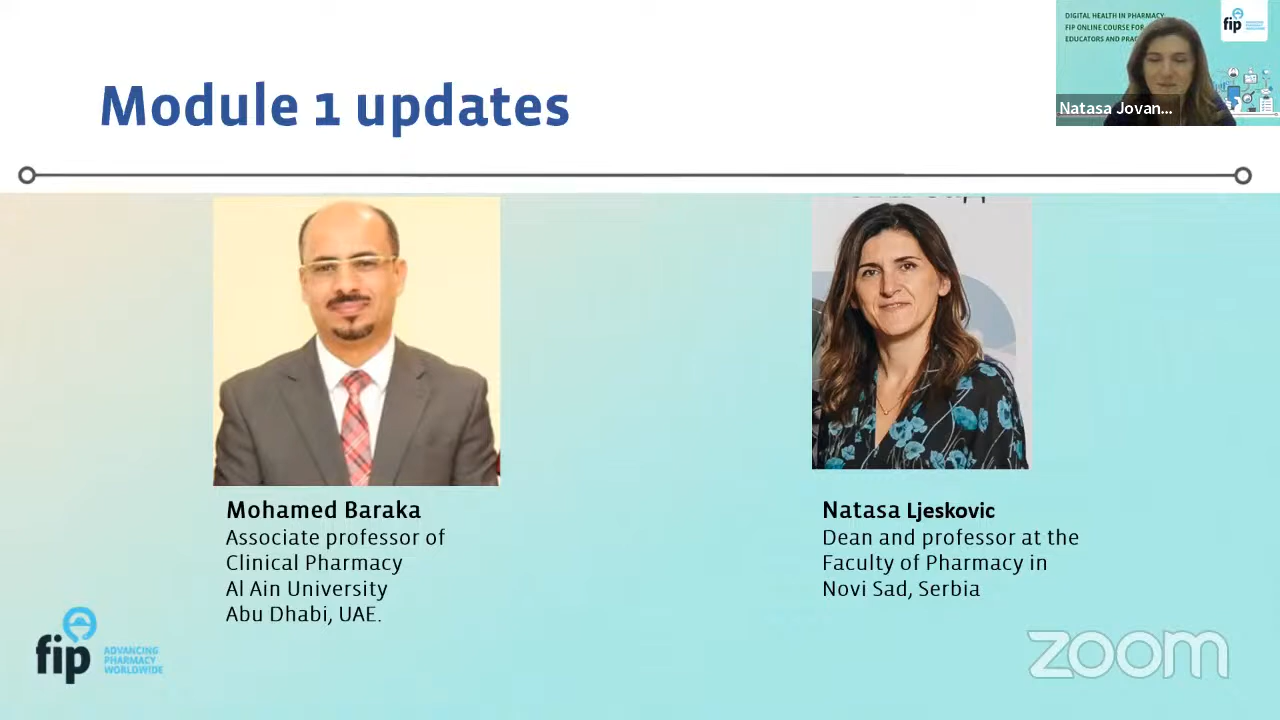 Module 1 updates
DIGITAL HEALTH IN PHARMACY
FIP ONLINE COURSE FOR
EDUCATORS AND
fip
Natasa Jovan...
Mohamed Baraka
Associate professor of
Clinical Pharmacy
Al Ain University
Abu Dhabi, UAE.
Natasa Ljeskovic
Dean and professor at the
Faculty of Pharmacy in
Novi Sad, Serbia
fip
ADVANCING
PHARMACY
WORLDWIDE
zoom